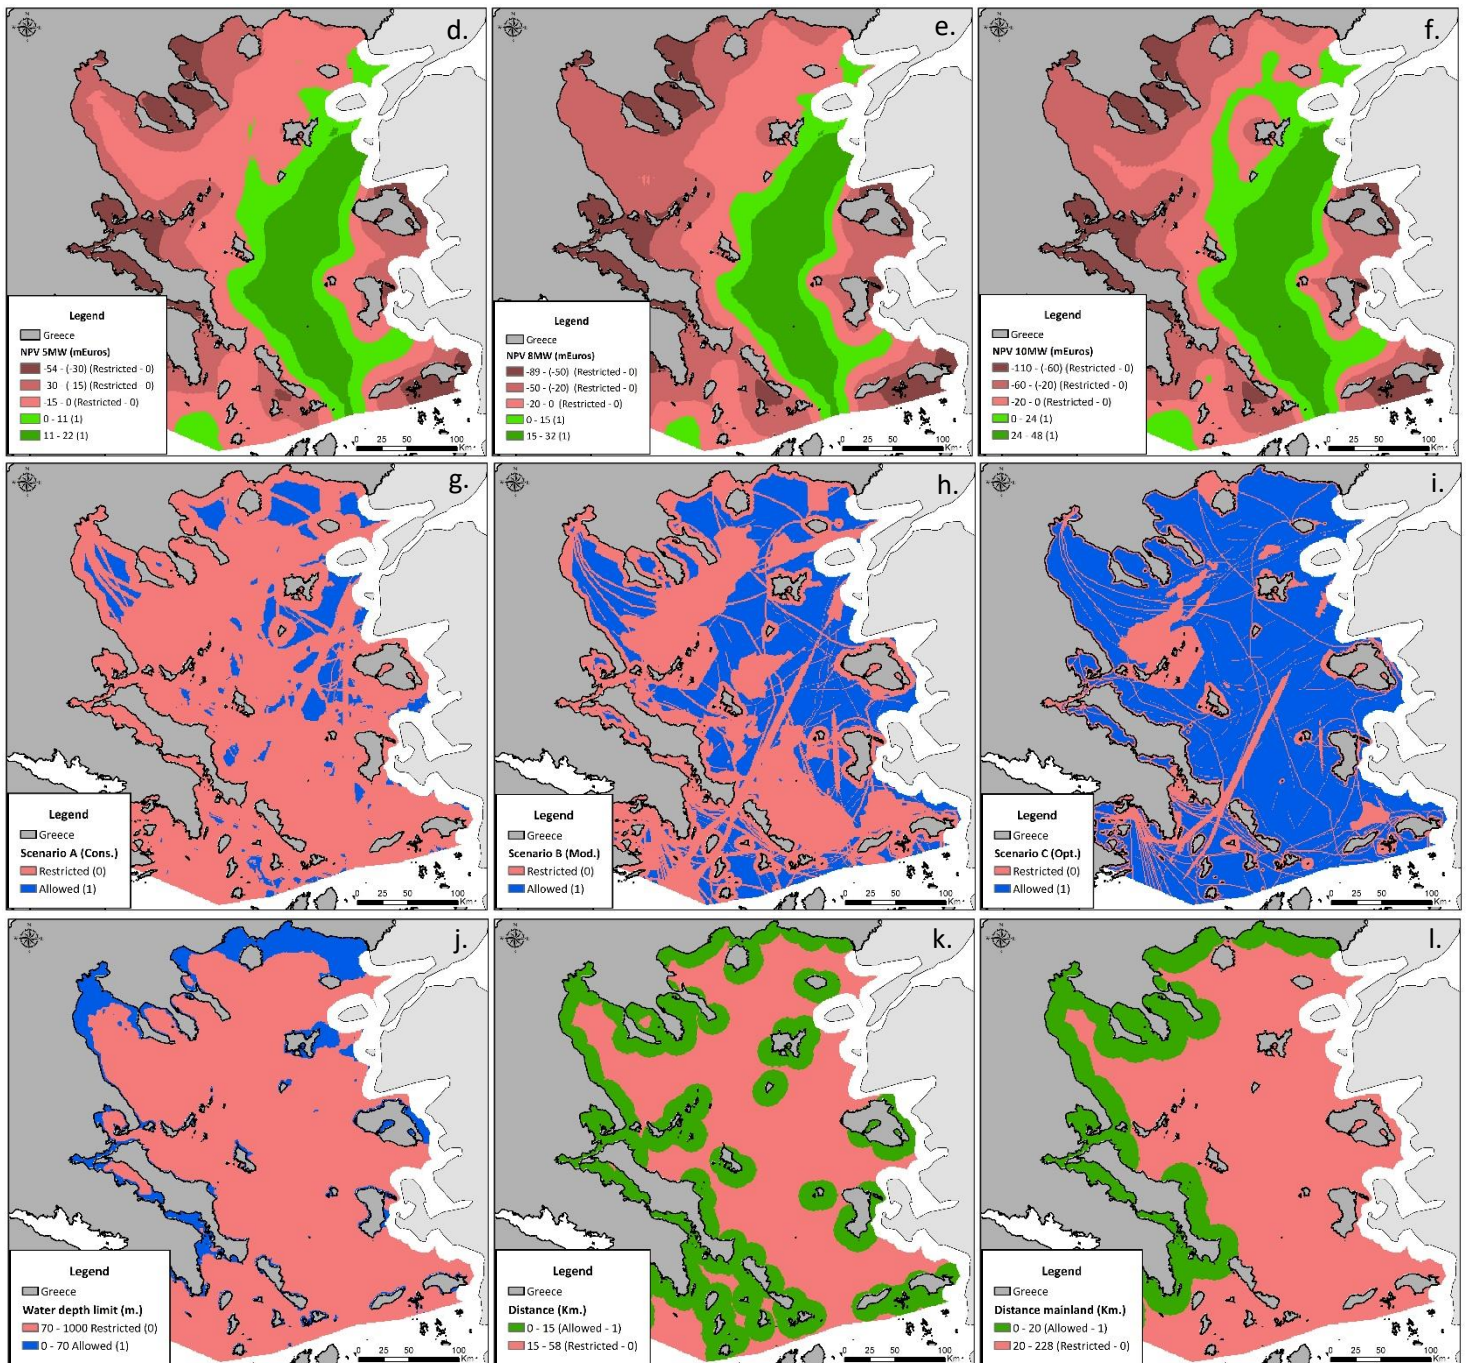 d.
Legend
Greece
NPV 5MW (mEuros)
-54 - (-30) (Restricted - 0)
30 - ( 15) (Restricted - 0)
-15 - 0 (Restricted - 0)
0 - 11 (1)
11 - 22 (1)
0 25 50 100
Km
e.
Legend
Greece
NPV 8MW (mEuros)
-89 - (-50) (Restricted - 0)
-50 - (-20) (Restricted - 0)
-20 - 0 (Restricted - 0)
0 - 15 (1)
15 - 32 (1)
0 25 50 100
Km
f.
Legend
Greece
NPV 10MW (mEuros)
-110 - (-60) (Restricted - 0)
-60 - (-20) (Restricted - 0)
-20 - 0 (Restricted - 0)
0 - 24 (1)
24 - 48 (1)
0 25 50 100
Km
g.
Legend
Greece
Scenario A (Cons.)
Restricted (0)
Allowed (1)
0 25 50 100
Km
h.
Legend
Greece
Scenario B (Mod.)
Restricted (0)
Allowed (1)
0 25 50 100
Km
i.
Legend
Greece
Scenario C (Opt.)
Restricted (0)
Allowed (1)
0 25 50 100
Km
j.
Legend
Greece
Water depth limit (m.)
70 - 1000 Restricted (0)
0 - 70 Allowed (1)
0 25 50 100
Km
k.
Legend
Greece
Distance (Km.)
0 - 15 (Allowed - 1)
15 - 58 (Restricted - 0)
0 25 50 100
Km
l.
Legend
Greece
Distance mainland (Km.)
0 - 20 (Allowed - 1)
20 - 228 (Restricted - 0)
0 25 50 100
Km